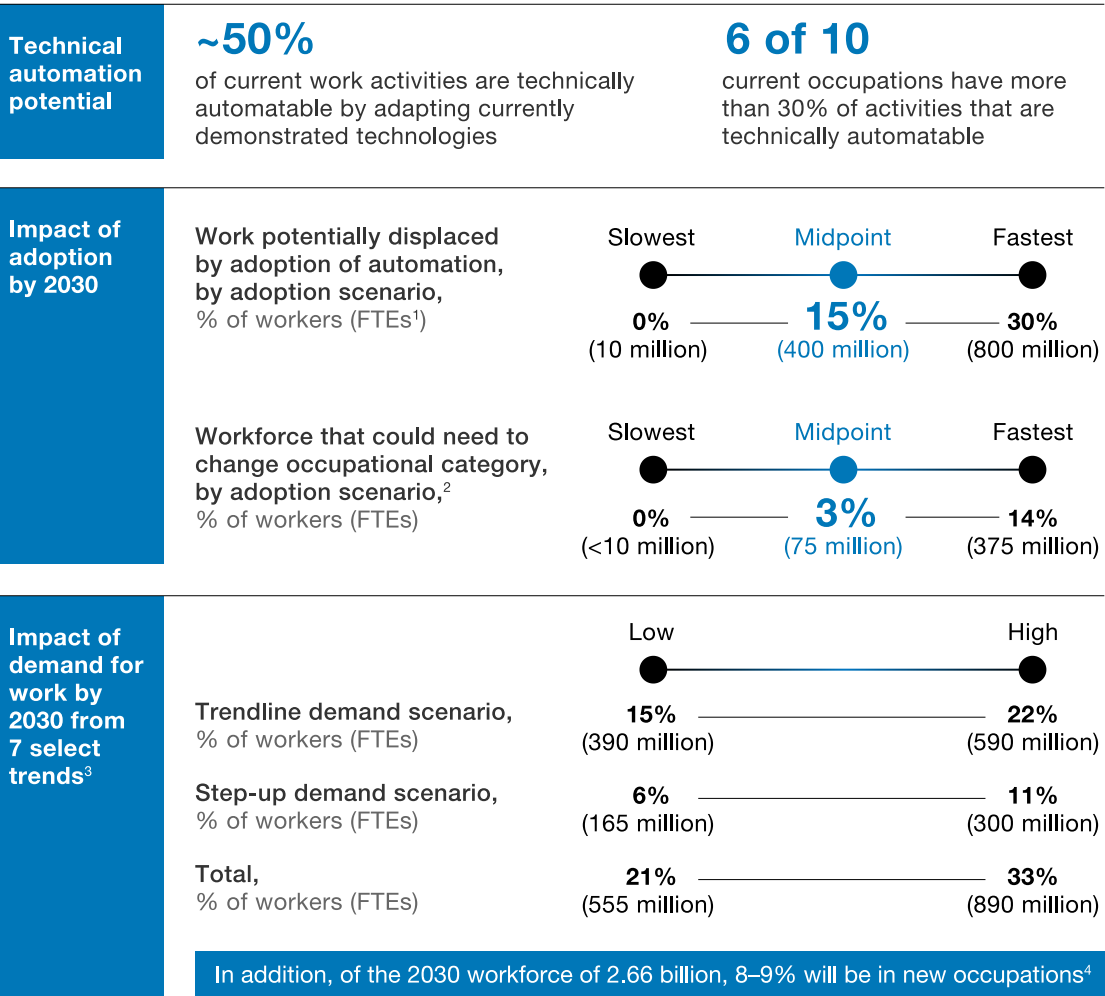 Technical
automation
potential
~50%
of current work activities are technically
automatable by adapting currently
demonstrated technologies
6 of 10
current occupations have more
than 30% of activities that are
technically automatable
Impact of
adoption
by 2030
Work potentially displaced
by adoption of automation,
by adoption scenario,
% of workers (FTEs¹)
Slowest Midpoint Fastest
0% 15% 30%
(10 million) (400 million) (800 million)
Workforce that could need to
change occupational category,
by adoption scenario,²
% of workers (FTEs)
Slowest Midpoint Fastest
0% 3% 14%
(<10 million) (75 million) (375 million)
Impact of
demand for
work by
2030 from
7 select
trends³
Low High
Trendline demand scenario,
% of workers (FTEs)
15% 22%
(390 million) (590 million)
Step-up demand scenario,
% of workers (FTEs)
6% 11%
(165 million) (300 million)
Total,
% of workers (FTEs)
21% 33%
(555 million) (890 million)
In addition, of the 2030 workforce of 2.66 billion, 8–9% will be in new occupations⁴